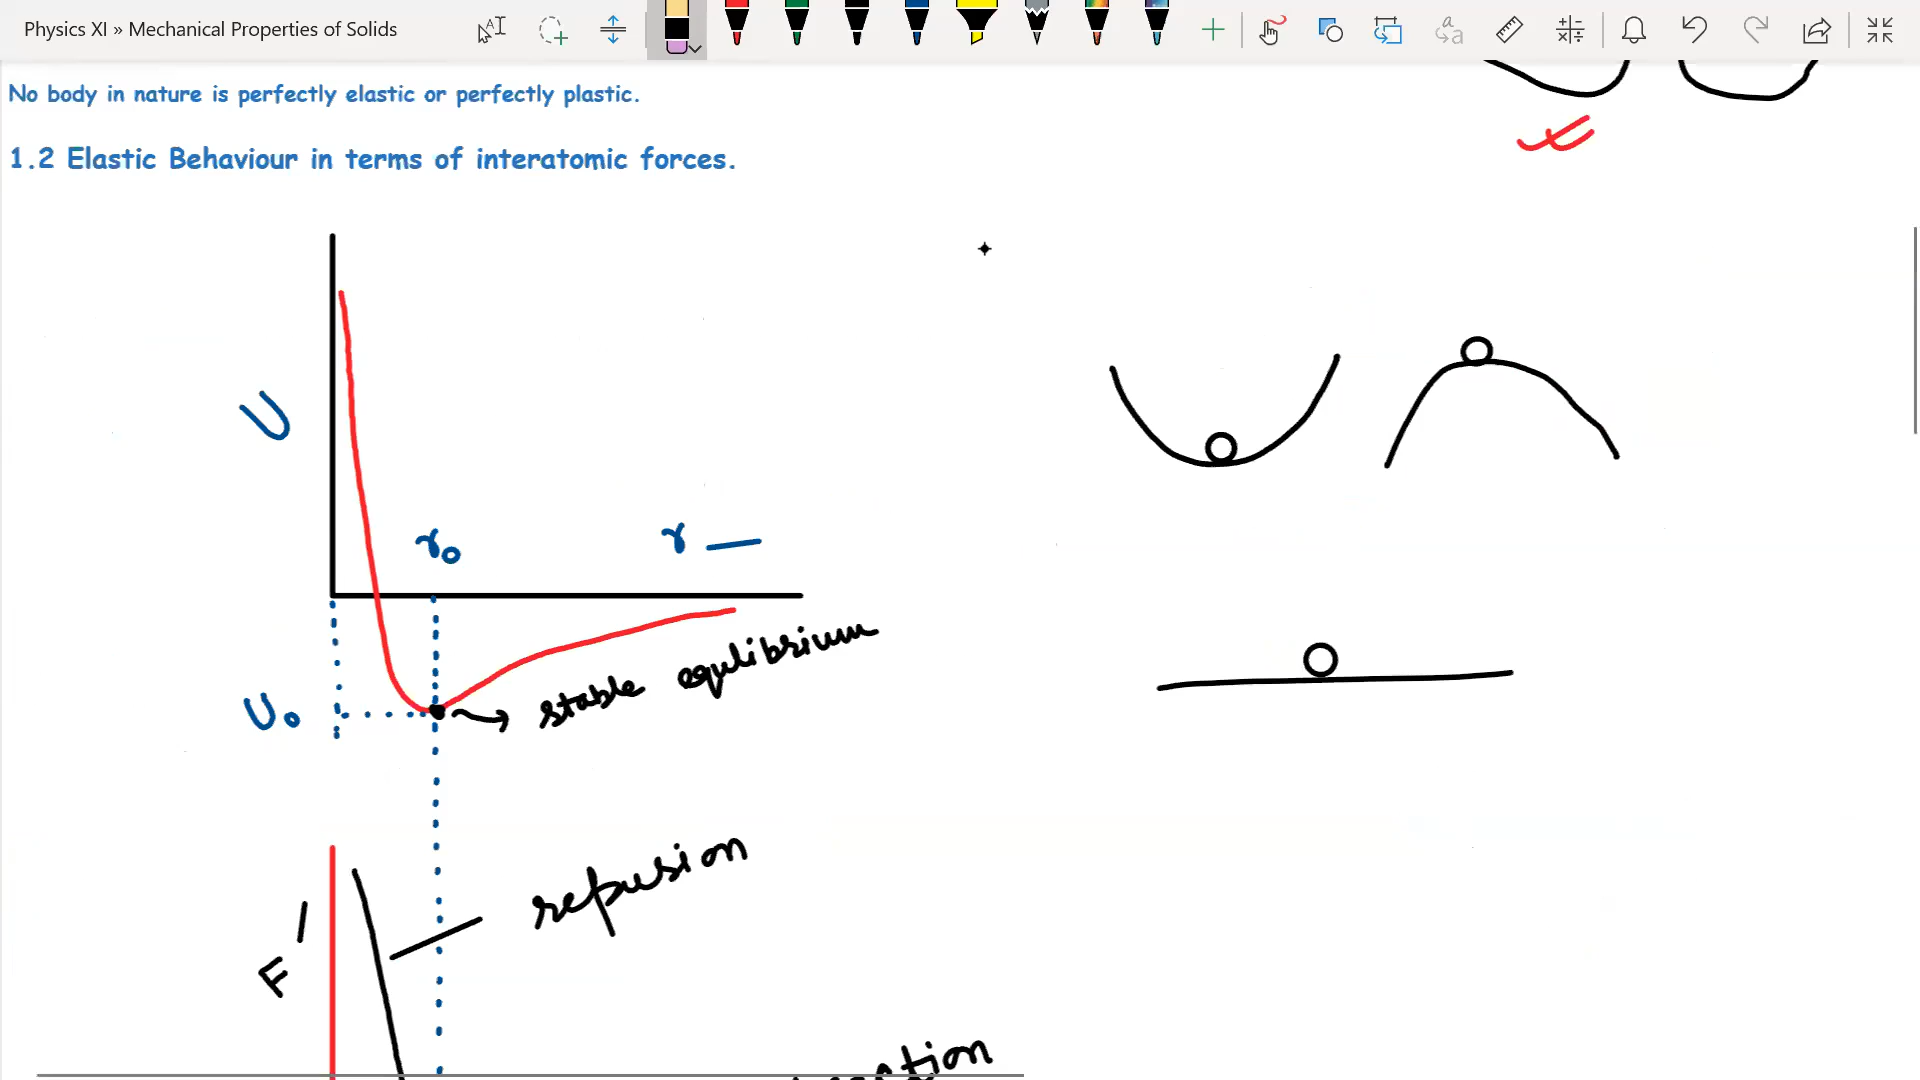 Physics XI » Mechanical Properties of Solids
No body in nature is perfectly elastic or perfectly plastic.
1.2 Elastic Behaviour in terms of interatomic forces.
U
r₀
r
U₀
stable equlibrium
repusion
F